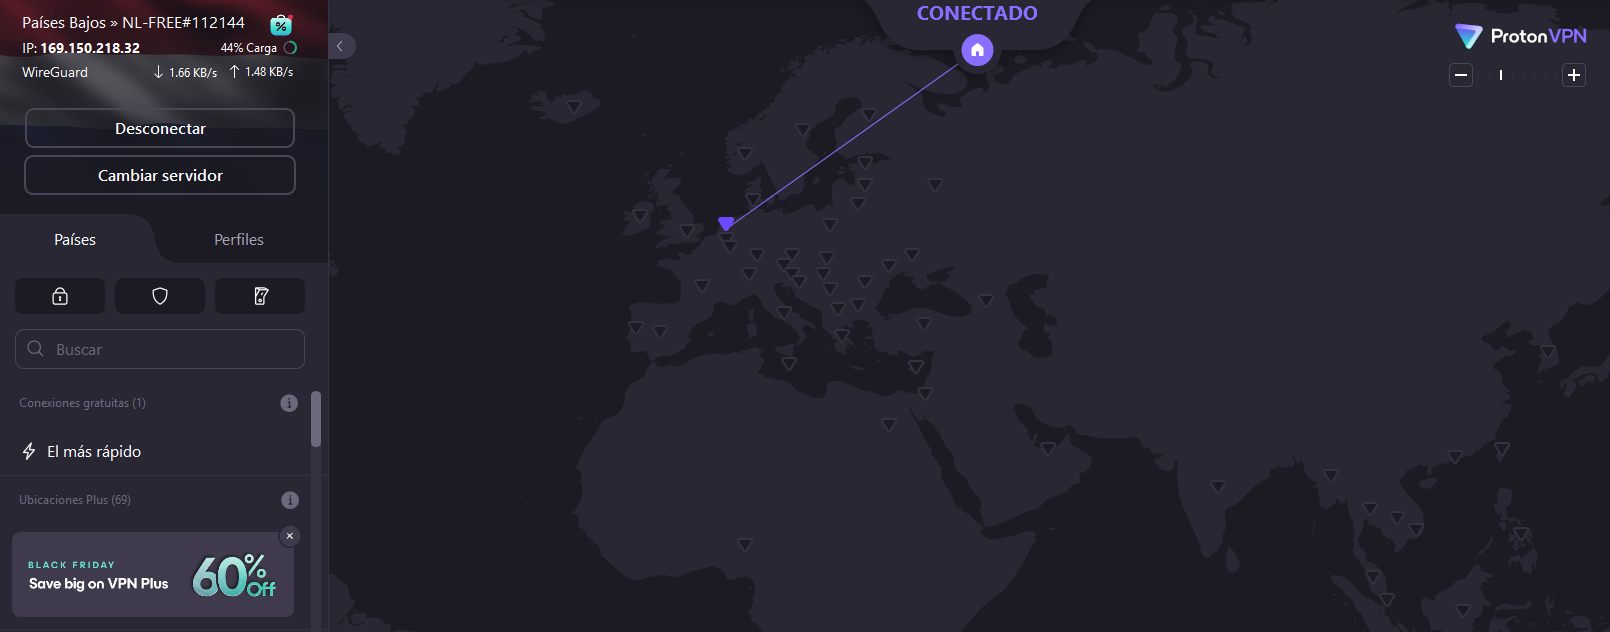 Países Bajos » NL-FREE#112144
IP: 169.150.218.32
44% Carga
WireGuard
↓ 1.66 KB/s ↑ 1.48 KB/s
Desconectar
Cambiar servidor
Países
Perfiles
Buscar
Conexiones gratuitas (1)
El más rápido
Ubicaciones Plus (69)
BLACK FRIDAY
Save big on VPN Plus
60% Off
CONECTADO
ProtonVPN